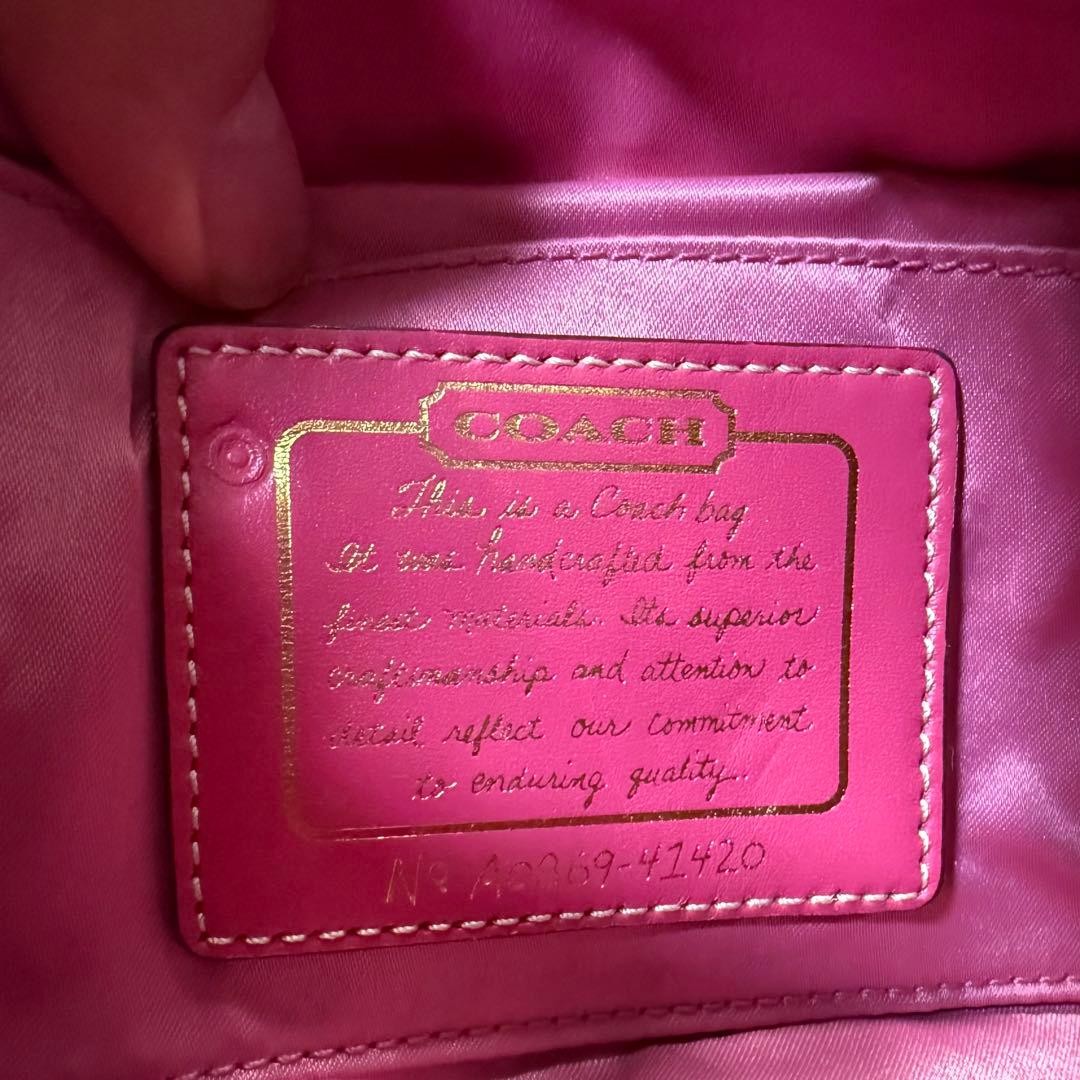 COACH
This is a Coach bag
It was handcrafted from the
finest materials. Its superior
craftsmanship and attention to
detail reflect our commitment
to enduring quality.
-41420